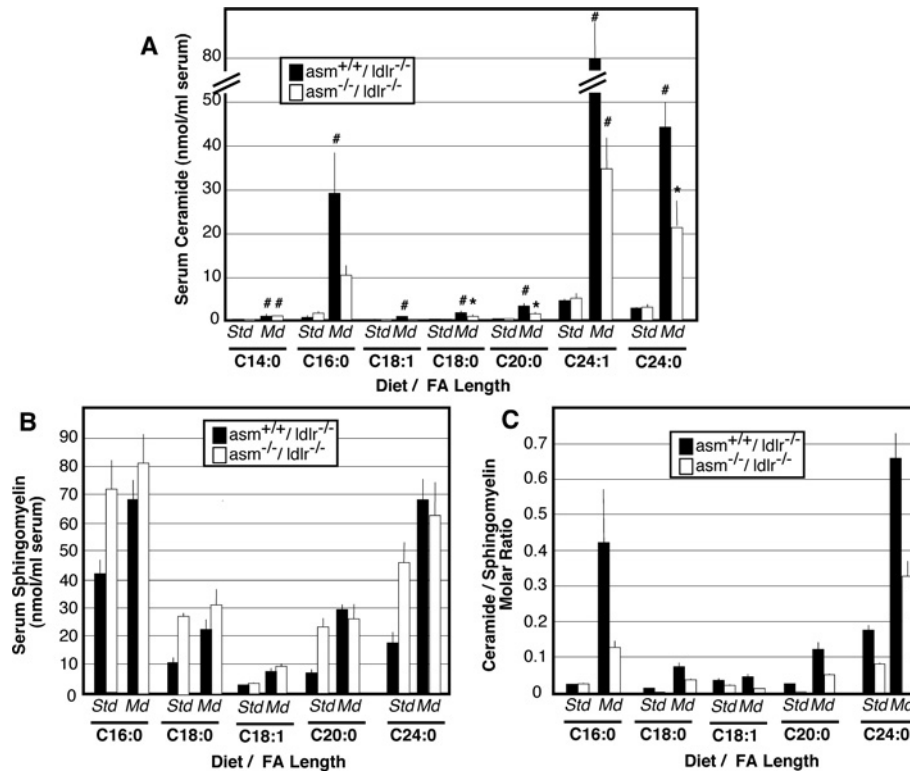 A
asm+/+/ ldlr-/-
asm-/-/ ldlr-/-
Serum Ceramide (nmol/ml serum)
80
50
40
30
20
10
0
# # # # # * # * # # # *
Std Md Std Md Std Md Std Md Std Md Std Md Std Md
C14:0 C16:0 C18:1 C18:0 C20:0 C24:1 C24:0
Diet / FA Length
B
asm+/+/ ldlr-/-
asm-/-/ ldlr-/-
Serum Sphingomyelin
(nmol/ml serum)
90
80
70
60
50
40
30
20
10
0
Std Md Std Md Std Md Std Md Std Md
C16:0 C18:0 C18:1 C20:0 C24:0
Diet / FA Length
C
asm+/+/ ldlr-/-
asm-/-/ ldlr-/-
Ceramide / Sphingomyelin
Molar Ratio
0.7
0.6
0.5
0.4
0.3
0.2
0.1
0
Std Md Std Md Std Md Std Md Std Md
C16:0 C18:0 C18:1 C20:0 C24:0
Diet / FA Length